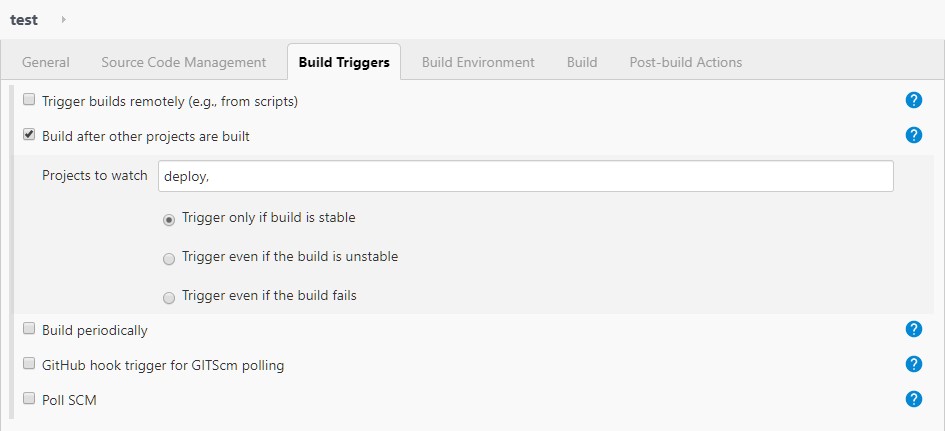 test
General Source Code Management Build Triggers Build Environment Build Post-build Actions
Trigger builds remotely (e.g., from scripts)
Build after other projects are built
Projects to watch deploy,
Trigger only if build is stable
Trigger even if the build is unstable
Trigger even if the build fails
Build periodically
GitHub hook trigger for GITScm polling
Poll SCM